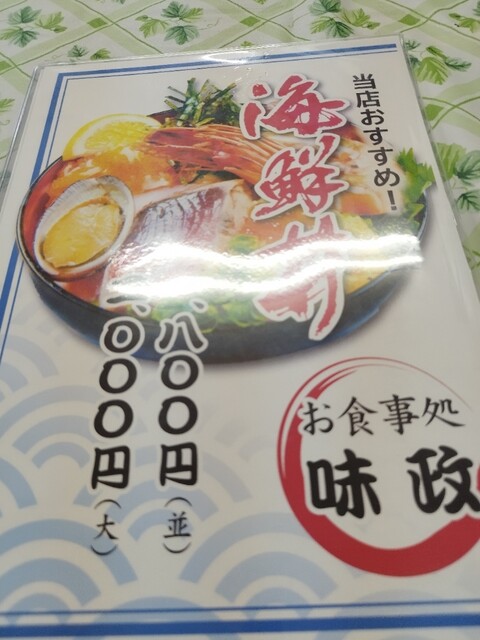 当店おすすめ！
海鮮丼
、八〇〇円（並）
、〇〇〇円（大）
お食事処
味政